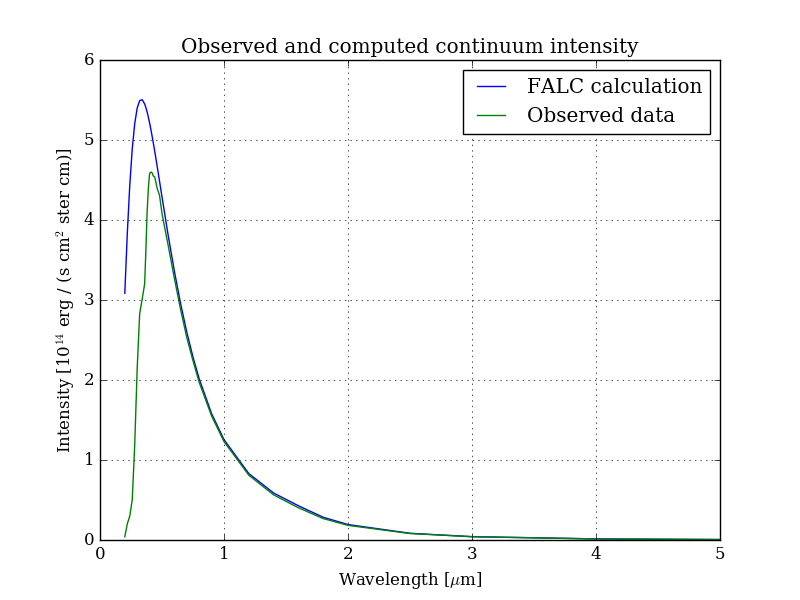 Observed and computed continuum intensity
FALC calculation
Observed data
Intensity [10¹⁴ erg / (s cm² ster cm)]
6
5
4
3
2
1
0
0 1 2 3 4 5
Wavelength [μm]